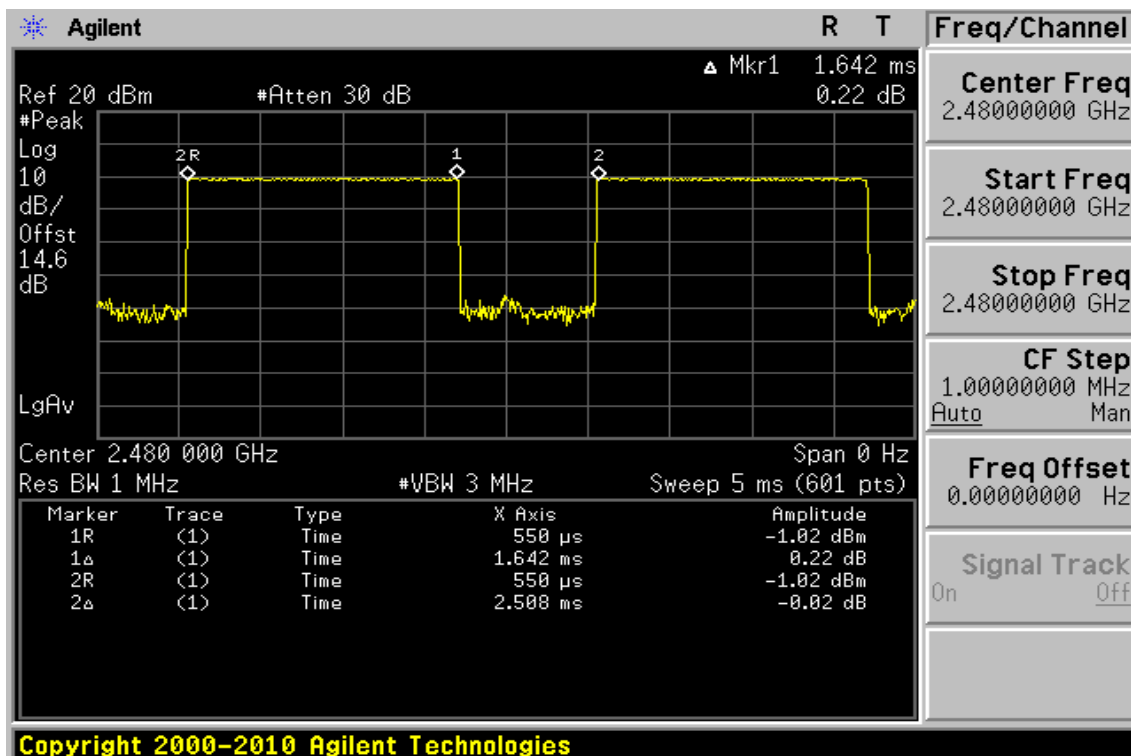 Agilent R T Freq/Channel
▵ Mkr1 1.642 ms
Ref 20 dBm #Atten 30 dB 0.22 dB
#Peak
Log
10
dB/
Offst
14.6
dB
LgAv
2R 1 2
Center 2.480 000 GHz Span 0 Hz
Res BW 1 MHz #VBW 3 MHz Sweep 5 ms (601 pts)
Marker Trace Type X Axis Amplitude
1R (1) Time 550 µs -1.02 dBm
1▵ (1) Time 1.642 ms 0.22 dB
2R (1) Time 550 µs -1.02 dBm
2▵ (1) Time 2.508 ms -0.02 dB
Center Freq
2.48000000 GHz
Start Freq
2.48000000 GHz
Stop Freq
2.48000000 GHz
CF Step
1.00000000 MHz
Auto Man
Freq Offset
0.00000000 Hz
Signal Track
On Off
Copyright 2000-2010 Agilent Technologies